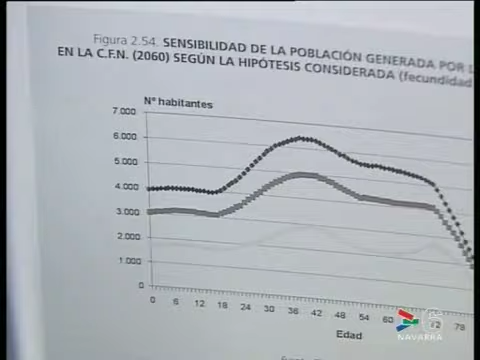 Figura 2.54. SENSIBILIDAD DE LA POBLACIÓN GENERADA POR
EN LA C.F.N. (2060) SEGÚN LA HIPÓTESIS CONSIDERADA (fecundidad
Nº habitantes
7.000
6.000
5.000
4.000
3.000
2.000
1.000
0
0 6 12 18 24 30 36 42 48 54 60 72 78
Edad
6
NAVARRA